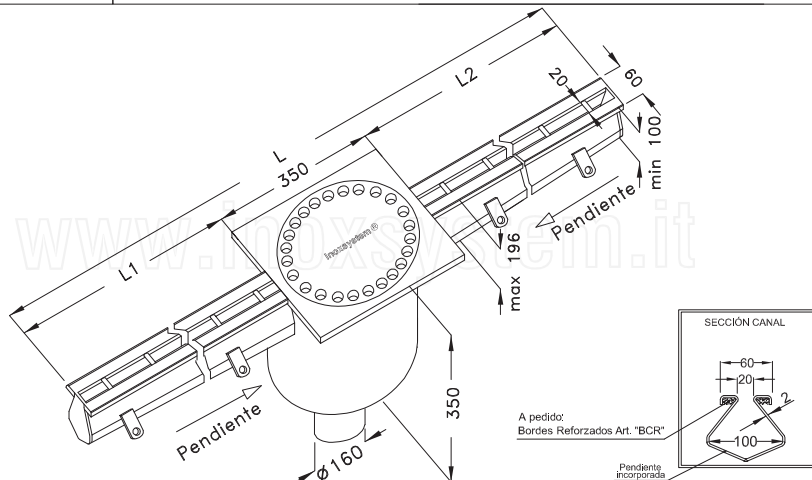 L
L2
20
60
L1
350
min 100
www.inoxsystem.it
inoxsystem®
Pendiente
max 196
Pendiente
350
ø160
SECCIÓN CANAL
60
20
2
100
A pedido:
Bordes Reforzados Art. "BCR"
Pendiente
incorporada